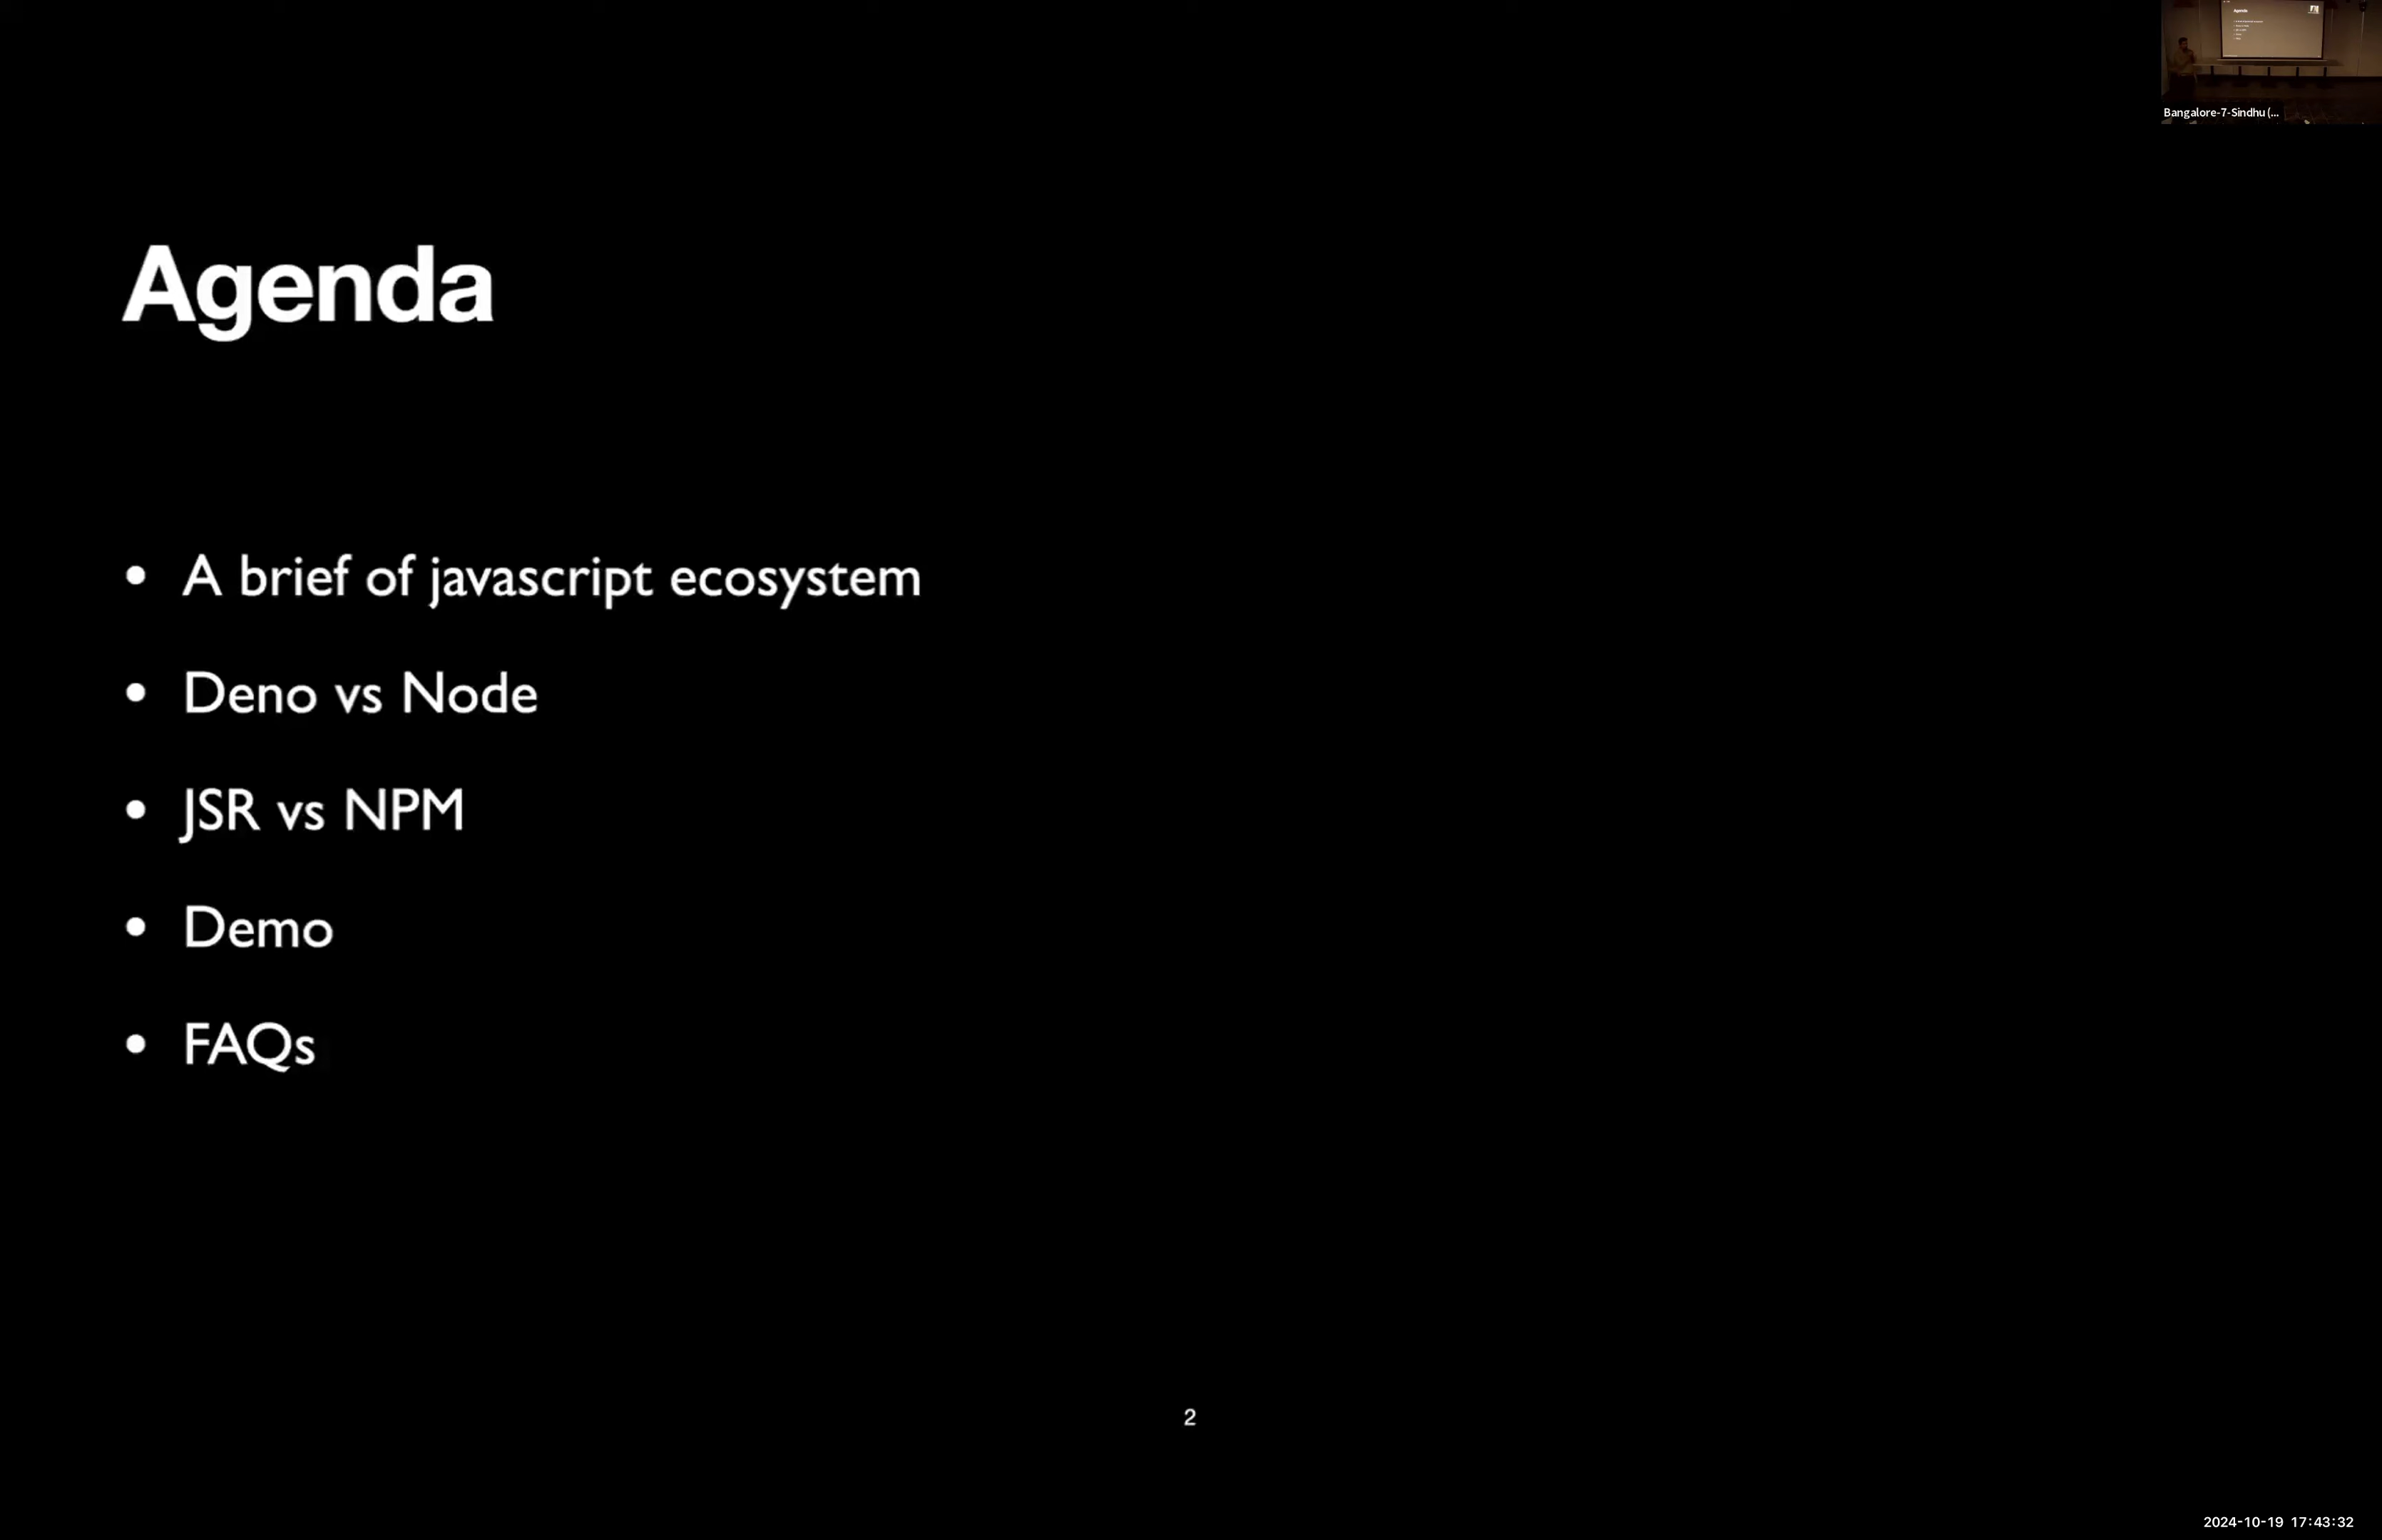 Bangalore-7-Sindhu (...
Agenda
• A brief of javascript ecosystem
• Deno vs Node
• JSR vs NPM
• Demo
• FAQs
2
2024-10-19 17:43:32